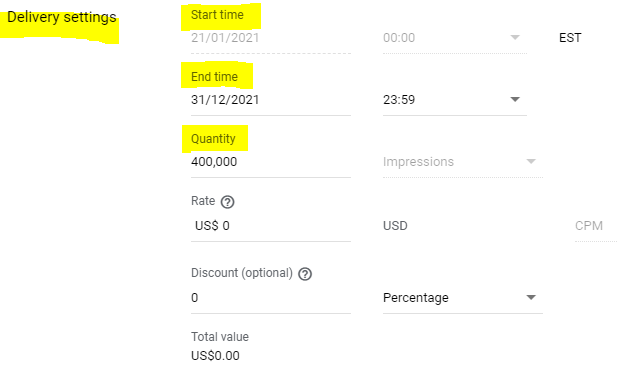 Delivery settings
Start time
21/01/2021 00:00 EST
End time
31/12/2021 23:59
Quantity
400,000 Impressions
Rate ?
US$ 0 USD CPM
Discount (optional) ?
0 Percentage
Total value
US$0.00